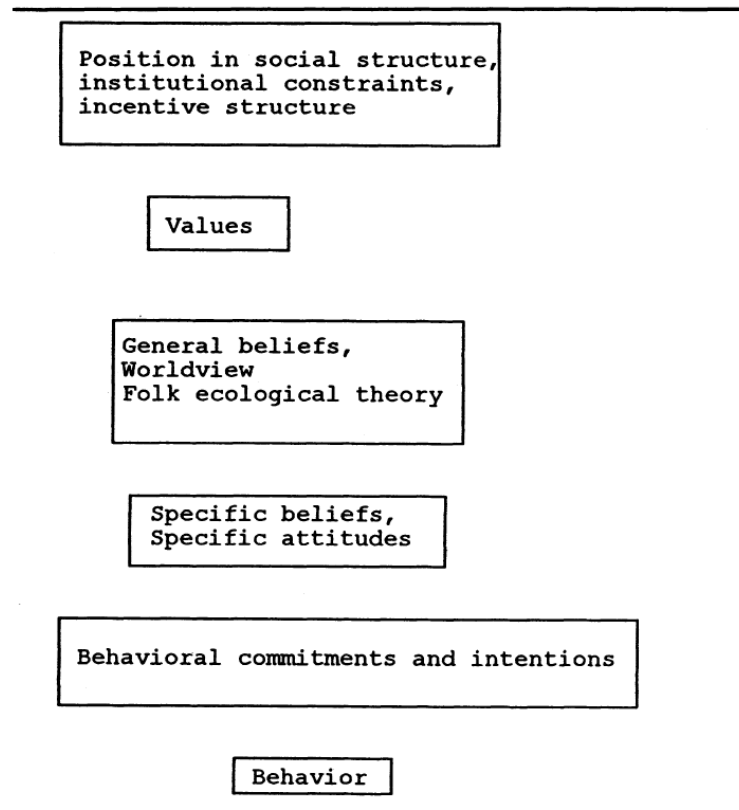 Position in social structure,
institutional constraints,
incentive structure
Values
General beliefs,
Worldview
Folk ecological theory
Specific beliefs,
Specific attitudes
Behavioral commitments and intentions
Behavior